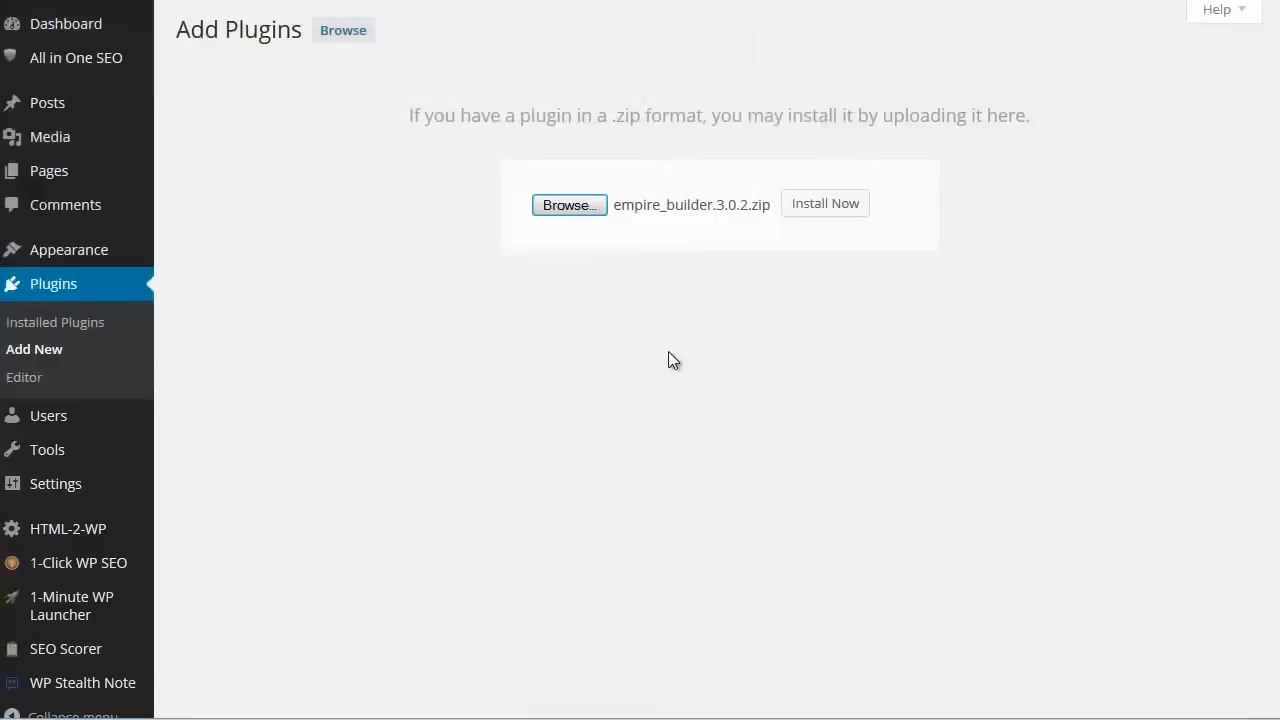 Dashboard
All in One SEO
Posts
Media
Pages
Comments
Appearance
Plugins
Installed Plugins
Add New
Editor
Users
Tools
Settings
HTML-2-WP
1-Click WP SEO
1-Minute WP
Launcher
SEO Scorer
WP Stealth Note
Collapse menu
Add Plugins Browse
Help
If you have a plugin in a .zip format, you may install it by uploading it here.
Browse... empire_builder.3.0.2.zip Install Now